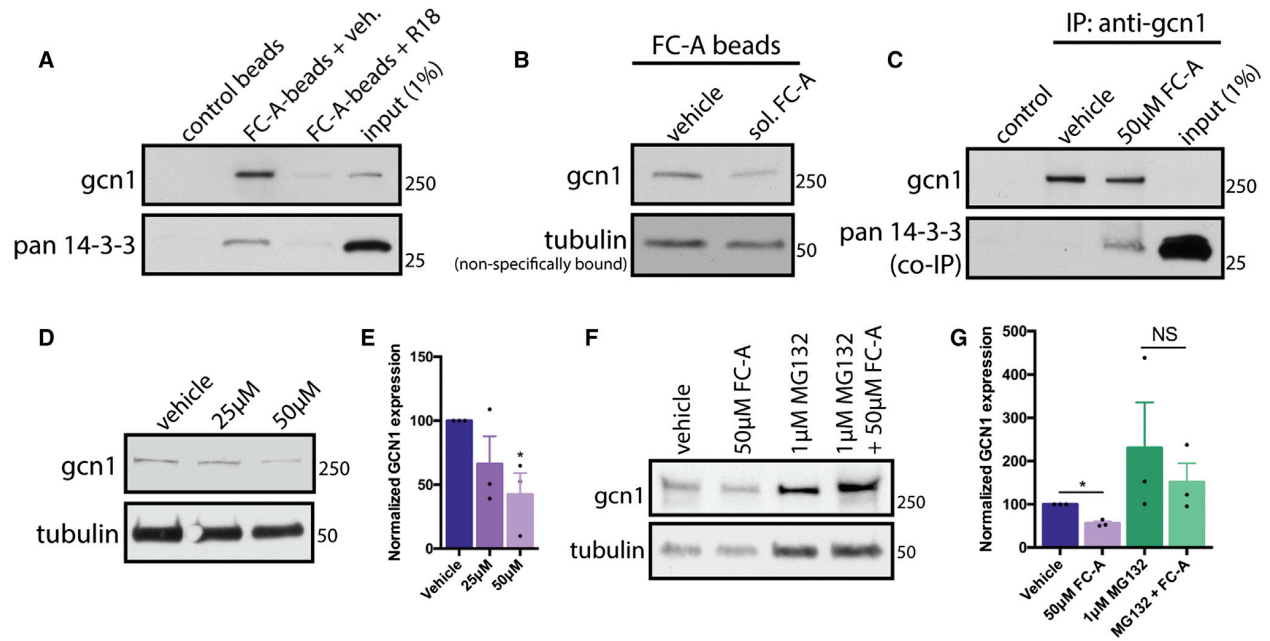 A
control beads
FC-A-beads + veh.
FC-A-beads + R18
input (1%)
gcn1
250
pan 14-3-3
25
B
FC-A beads
vehicle
sol. FC-A
gcn1
250
tubulin
50
(non-specifically bound)
C
IP: anti-gcn1
control
vehicle
50µM FC-A
input (1%)
gcn1
250
pan 14-3-3
(co-IP)
25
D
vehicle
25µM
50µM
gcn1
250
tubulin
50
E
Normalized GCN1 expression
150
100
50
0
*
Vehicle
25µM
50µM
F
vehicle
50µM FC-A
1µM MG132
1µM MG132
+ 50µM FC-A
gcn1
250
tubulin
50
G
Normalized GCN1 expression
500
400
300
200
100
0
*
NS
Vehicle
50µM FC-A
1µM MG132
MG132 + FC-A